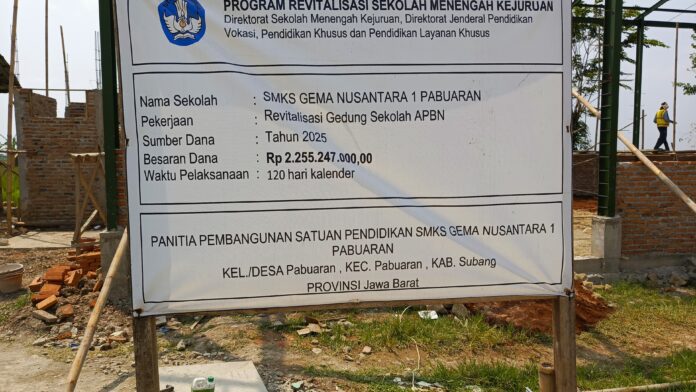 PROGRAM REVITALISASI SEKOLAH MENENGAH KEJURUAN
Direktorat Sekolah Menengah Kejuruan, Direktorat Jenderal Pendidikan
Vokasi, Pendidikan Khusus dan Pendidikan Layanan Khusus
Nama Sekolah : SMKS GEMA NUSANTARA 1 PABUARAN
Pekerjaan : Revitalisasi Gedung Sekolah APBN
Sumber Dana : Tahun 2025
Besaran Dana : Rp 2.255.247.000,00
Waktu Pelaksanaan : 120 hari kalender
PANITIA PEMBANGUNAN SATUAN PENDIDIKAN SMKS GEMA NUSANTARA 1
PABUARAN
KEL./DESA Pabuaran , KEC. Pabuaran , KAB. Subang
PROVINSI Jawa Barat